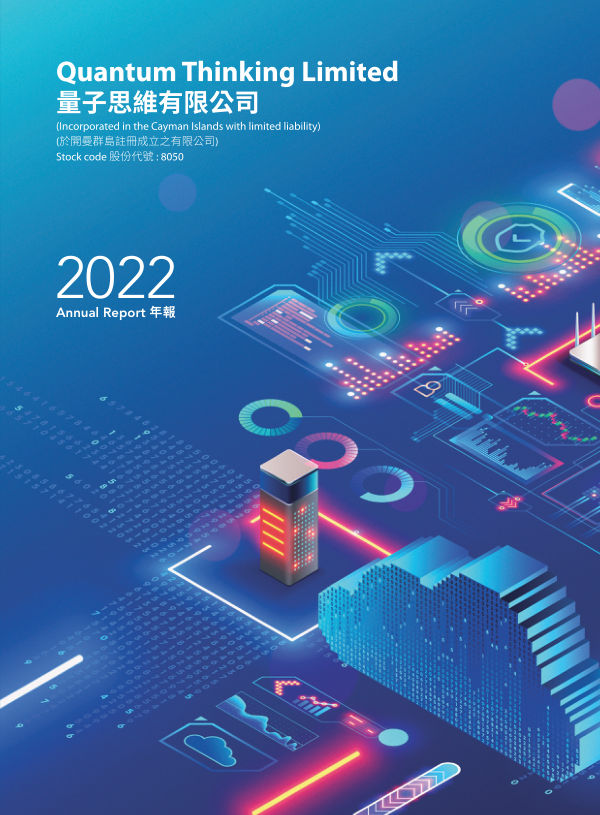 Quantum Thinking Limited
量子思維有限公司
(Incorporated in the Cayman Islands with limited liability)
(於開曼群島註冊成立之有限公司)
Stock code 股份代號 : 8050
2022
Annual Report 年報